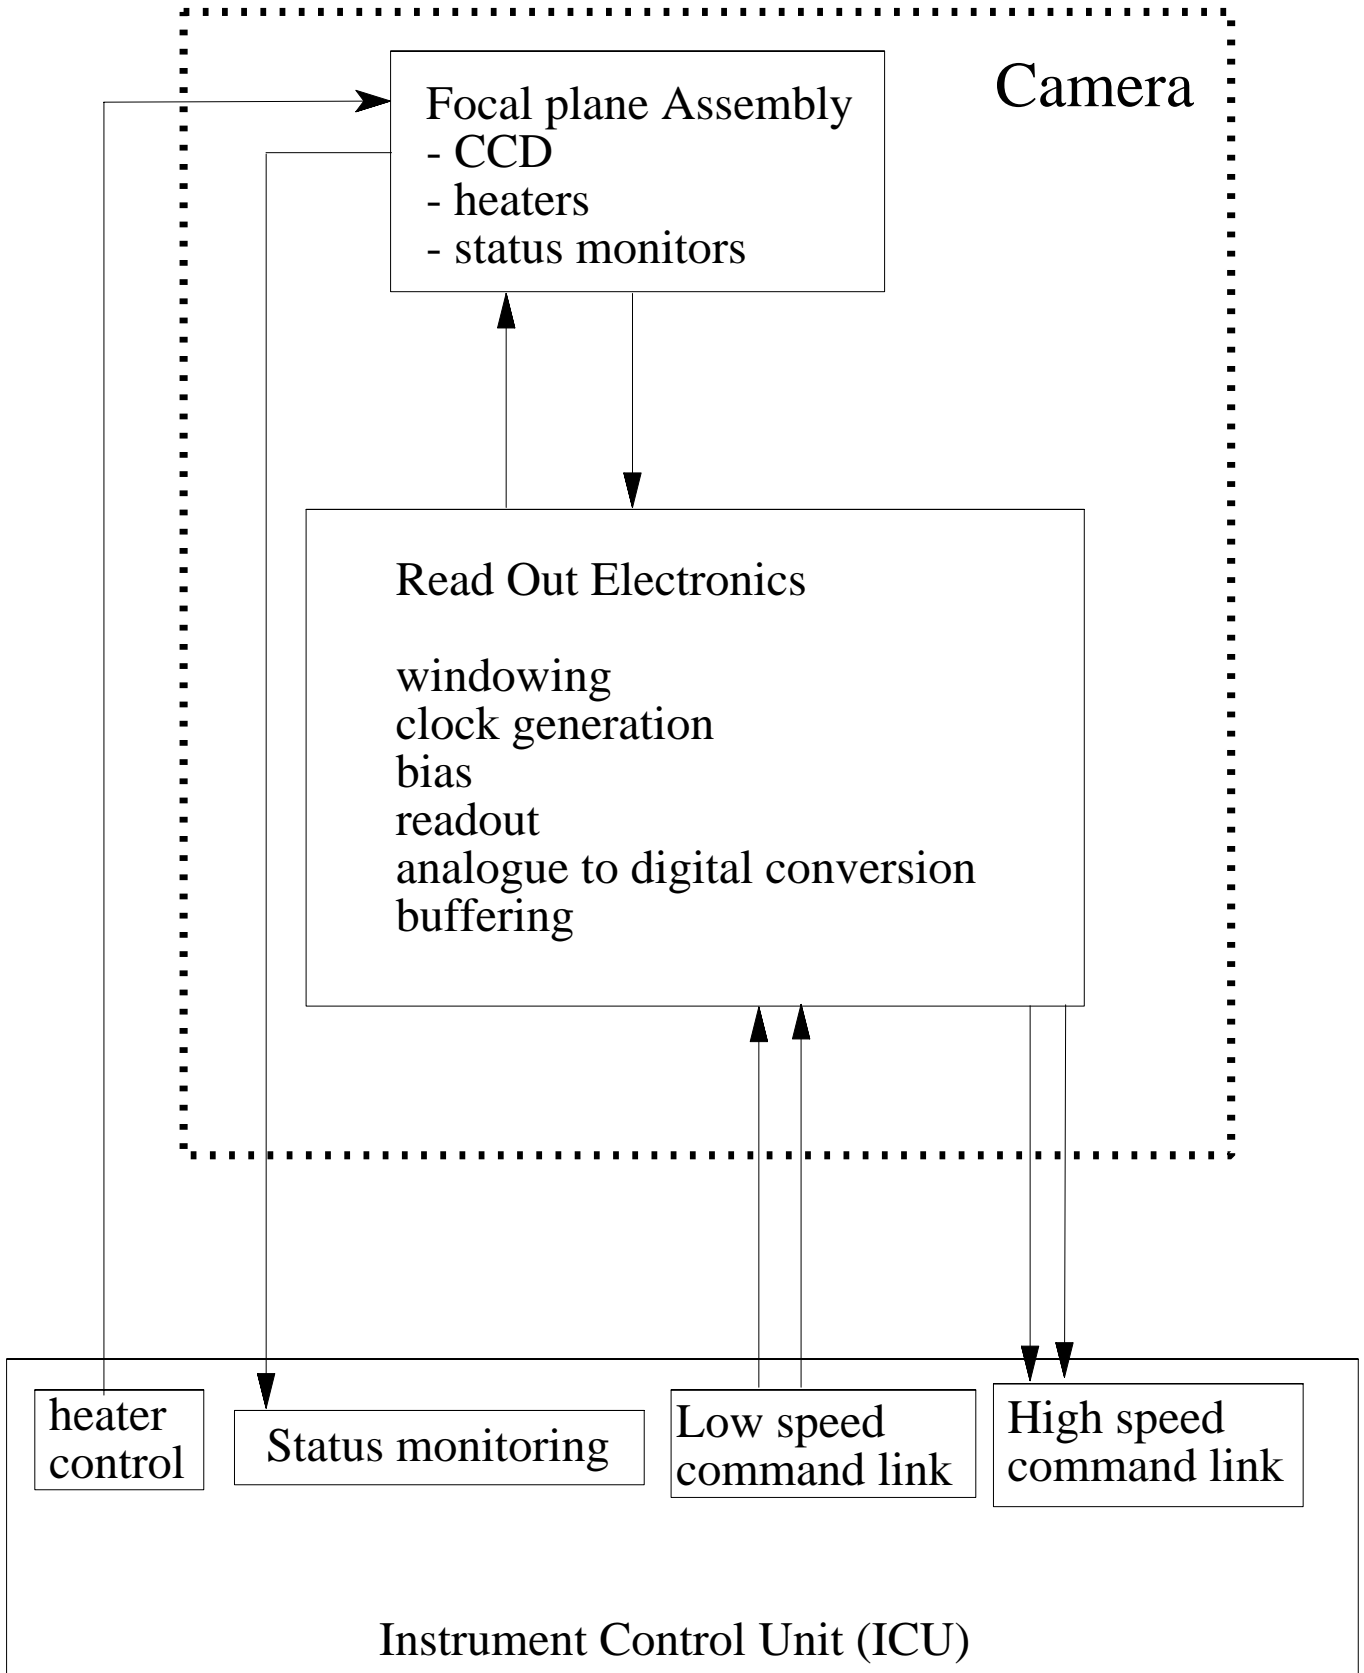 Camera
Focal plane Assembly
- CCD
- heaters
- status monitors
Read Out Electronics
windowing
clock generation
bias
readout
analogue to digital conversion
buffering
heater
control
Status monitoring
Low speed
command link
High speed
command link
Instrument Control Unit (ICU)